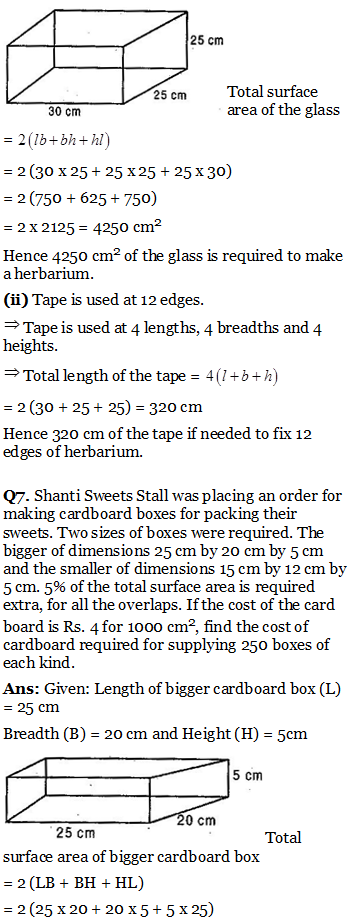 25 cm
25 cm
30 cm
Total surface
area of the glass
= 2(lb+bh+hl)
= 2 (30 x 25 + 25 x 25 + 25 x 30)
= 2 (750 + 625 + 750)
= 2 x 2125 = 4250 cm²
Hence 4250 cm² of the glass is required to make
a herbarium.
(ii) Tape is used at 12 edges.
⇒ Tape is used at 4 lengths, 4 breadths and 4
heights.
⇒ Total length of the tape = 4(l+b+h)
= 2 (30 + 25 + 25) = 320 cm
Hence 320 cm of the tape if needed to fix 12
edges of herbarium.
Q7. Shanti Sweets Stall was placing an order for
making cardboard boxes for packing their
sweets. Two sizes of boxes were required. The
bigger of dimensions 25 cm by 20 cm by 5 cm
and the smaller of dimensions 15 cm by 12 cm by
5 cm. 5% of the total surface area is required
extra, for all the overlaps. If the cost of the card
board is Rs. 4 for 1000 cm², find the cost of
cardboard required for supplying 250 boxes of
each kind.
Ans: Given: Length of bigger cardboard box (L)
= 25 cm
Breadth (B) = 20 cm and Height (H) = 5cm
5 cm
20 cm
25 cm
Total
surface area of bigger cardboard box
= 2 (LB + BH + HL)
= 2 (25 x 20 + 20 x 5 + 5 x 25)